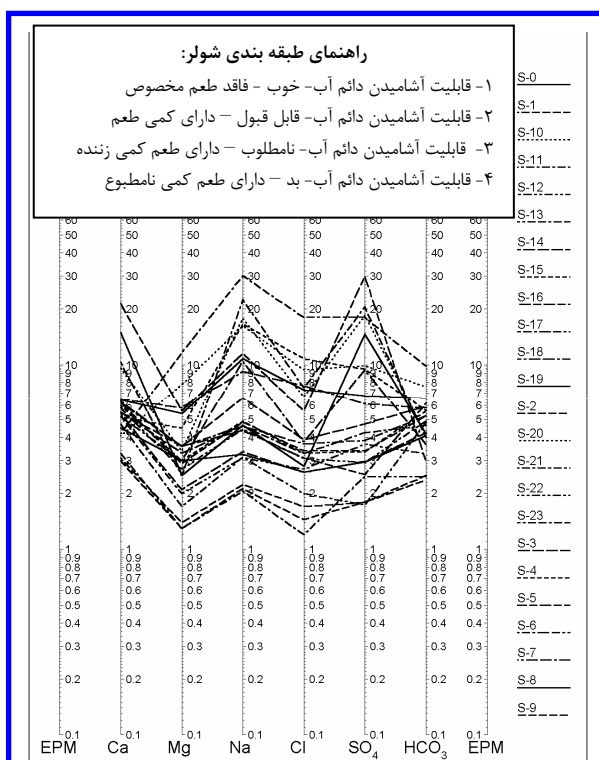 راهنمای طبقه بندی شولر:
۱- قابلیت آشامیدن دائم آب- خوب - فاقد طعم مخصوص
۲- قابلیت آشامیدن دائم آب- قابل قبول – دارای کمی طعم
۳- قابلیت آشامیدن دائم آب- نامطلوب – دارای طعم کمی زننده
۴- قابلیت آشامیدن دائم آب- بد – دارای طعم کمی نامطبوع
60 60 60 60 60 60 60 60
50 50 50 50 50 50 50 50
40 40 40 40 40 40 40 40
30 30 30 30 30 30 30 30
20 20 20 20 20 20 20 20
10 10 10 10 10 10 10 10
9 9 9 9 9 9 9 9
8 8 8 8 8 8 8 8
7 7 7 7 7 7 7 7
6 6 6 6 6 6 6 6
5 5 5 5 5 5 5 5
4 4 4 4 4 4 4 4
3 3 3 3 3 3 3 3
2 2 2 2 2 2 2 2
1 1 1 1 1 1 1 1
0.9 0.9 0.9 0.9 0.9 0.9 0.9 0.9
0.8 0.8 0.8 0.8 0.8 0.8 0.8 0.8
0.7 0.7 0.7 0.7 0.7 0.7 0.7 0.7
0.6 0.6 0.6 0.6 0.6 0.6 0.6 0.6
0.5 0.5 0.5 0.5 0.5 0.5 0.5 0.5
0.4 0.4 0.4 0.4 0.4 0.4 0.4 0.4
0.3 0.3 0.3 0.3 0.3 0.3 0.3 0.3
0.2 0.2 0.2 0.2 0.2 0.2 0.2 0.2
0.1 0.1 0.1 0.1 0.1 0.1 0.1 0.1
EPM Ca Mg Na Cl SO₄ HCO₃ EPM
S-0
S-1
S-10
S-11
S-12
S-13
S-14
S-15
S-16
S-17
S-18
S-19
S-2
S-20
S-21
S-22
S-23
S-3
S-4
S-5
S-6
S-7
S-8
S-9